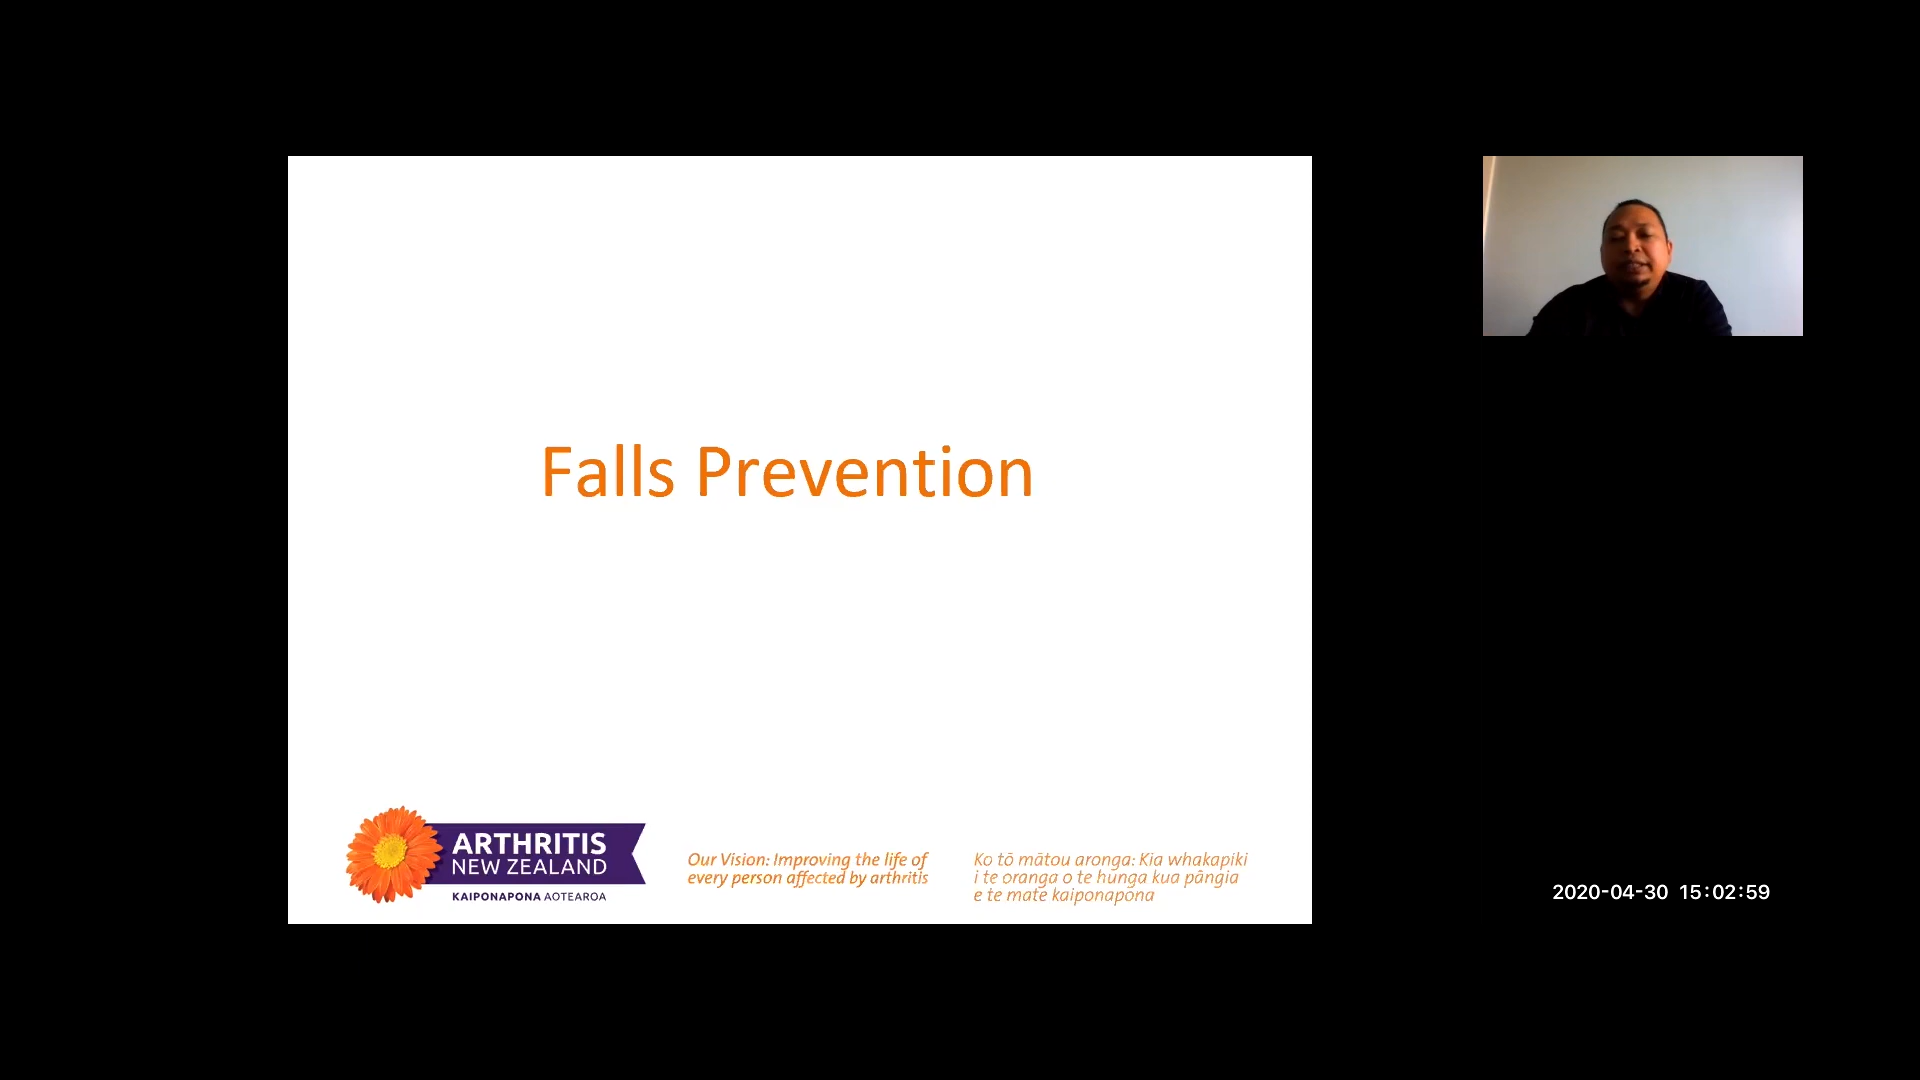 Falls Prevention
ARTHRITIS
NEW ZEALAND
KAIPONAPONA AOTEAROA
Our Vision: Improving the life of
every person affected by arthritis
Ko tō mātou aronga: Kia whakapiki
i te oranga o te hunga kua pāngia
e te mate kaiponapona
2020-04-30 15:02:59